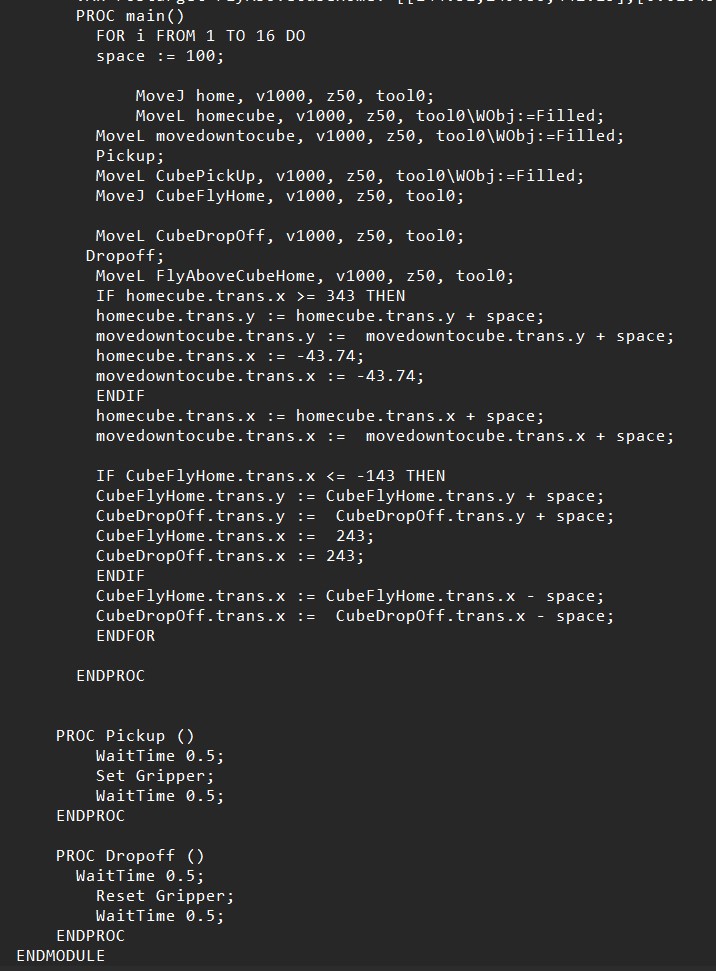 PROC main()
FOR i FROM 1 TO 16 DO
space := 100;
MoveJ home, v1000, z50, tool0;
MoveL homecube, v1000, z50, tool0\WObj:=Filled;
MoveL movedowntocube, v1000, z50, tool0\WObj:=Filled;
Pickup;
MoveL CubePickUp, v1000, z50, tool0\WObj:=Filled;
MoveJ CubeFlyHome, v1000, z50, tool0;
MoveL CubeDropOff, v1000, z50, tool0;
Dropoff;
MoveL FlyAboveCubeHome, v1000, z50, tool0;
IF homecube.trans.x >= 343 THEN
homecube.trans.y := homecube.trans.y + space;
movedowntocube.trans.y :=  movedowntocube.trans.y + space;
homecube.trans.x := -43.74;
movedowntocube.trans.x := -43.74;
ENDIF
homecube.trans.x := homecube.trans.x + space;
movedowntocube.trans.x :=  movedowntocube.trans.x + space;
IF CubeFlyHome.trans.x <= -143 THEN
CubeFlyHome.trans.y := CubeFlyHome.trans.y + space;
CubeDropOff.trans.y :=  CubeDropOff.trans.y + space;
CubeFlyHome.trans.x :=  243;
CubeDropOff.trans.x := 243;
ENDIF
CubeFlyHome.trans.x := CubeFlyHome.trans.x - space;
CubeDropOff.trans.x :=  CubeDropOff.trans.x - space;
ENDFOR
ENDPROC
PROC Pickup ()
WaitTime 0.5;
Set Gripper;
WaitTime 0.5;
ENDPROC
PROC Dropoff ()
WaitTime 0.5;
Reset Gripper;
WaitTime 0.5;
ENDPROC
ENDMODULE